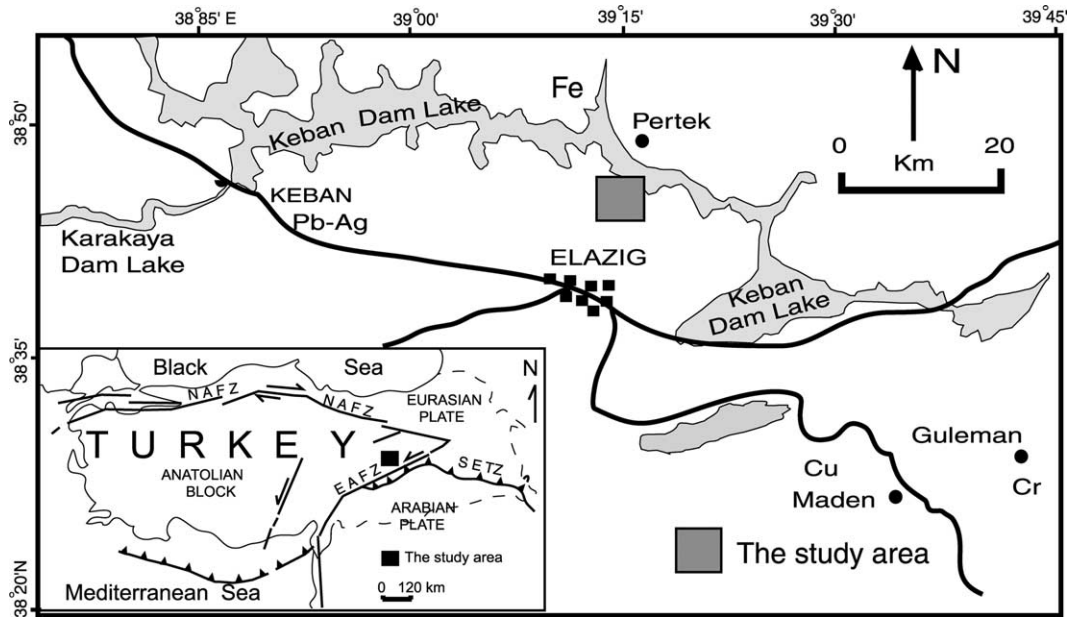 38°85' E
39°00'
39°15'
39°30'
39°45'
38°50'
38°35'
38°20'N
Fe
N
Keban Dam Lake
Pertek
0 20
Km
KEBAN
Pb-Ag
Karakaya
Dam Lake
ELAZIG
Keban
Dam Lake
Guleman
Cr
Cu
Maden
The study area
Black Sea
N
NAFZ
NAFZ
EURASIAN
PLATE
TURKEY
ANATOLIAN
BLOCK
EAFZ
SETZ
ARABIAN
PLATE
The study area
0 120 km
Mediterranean Sea